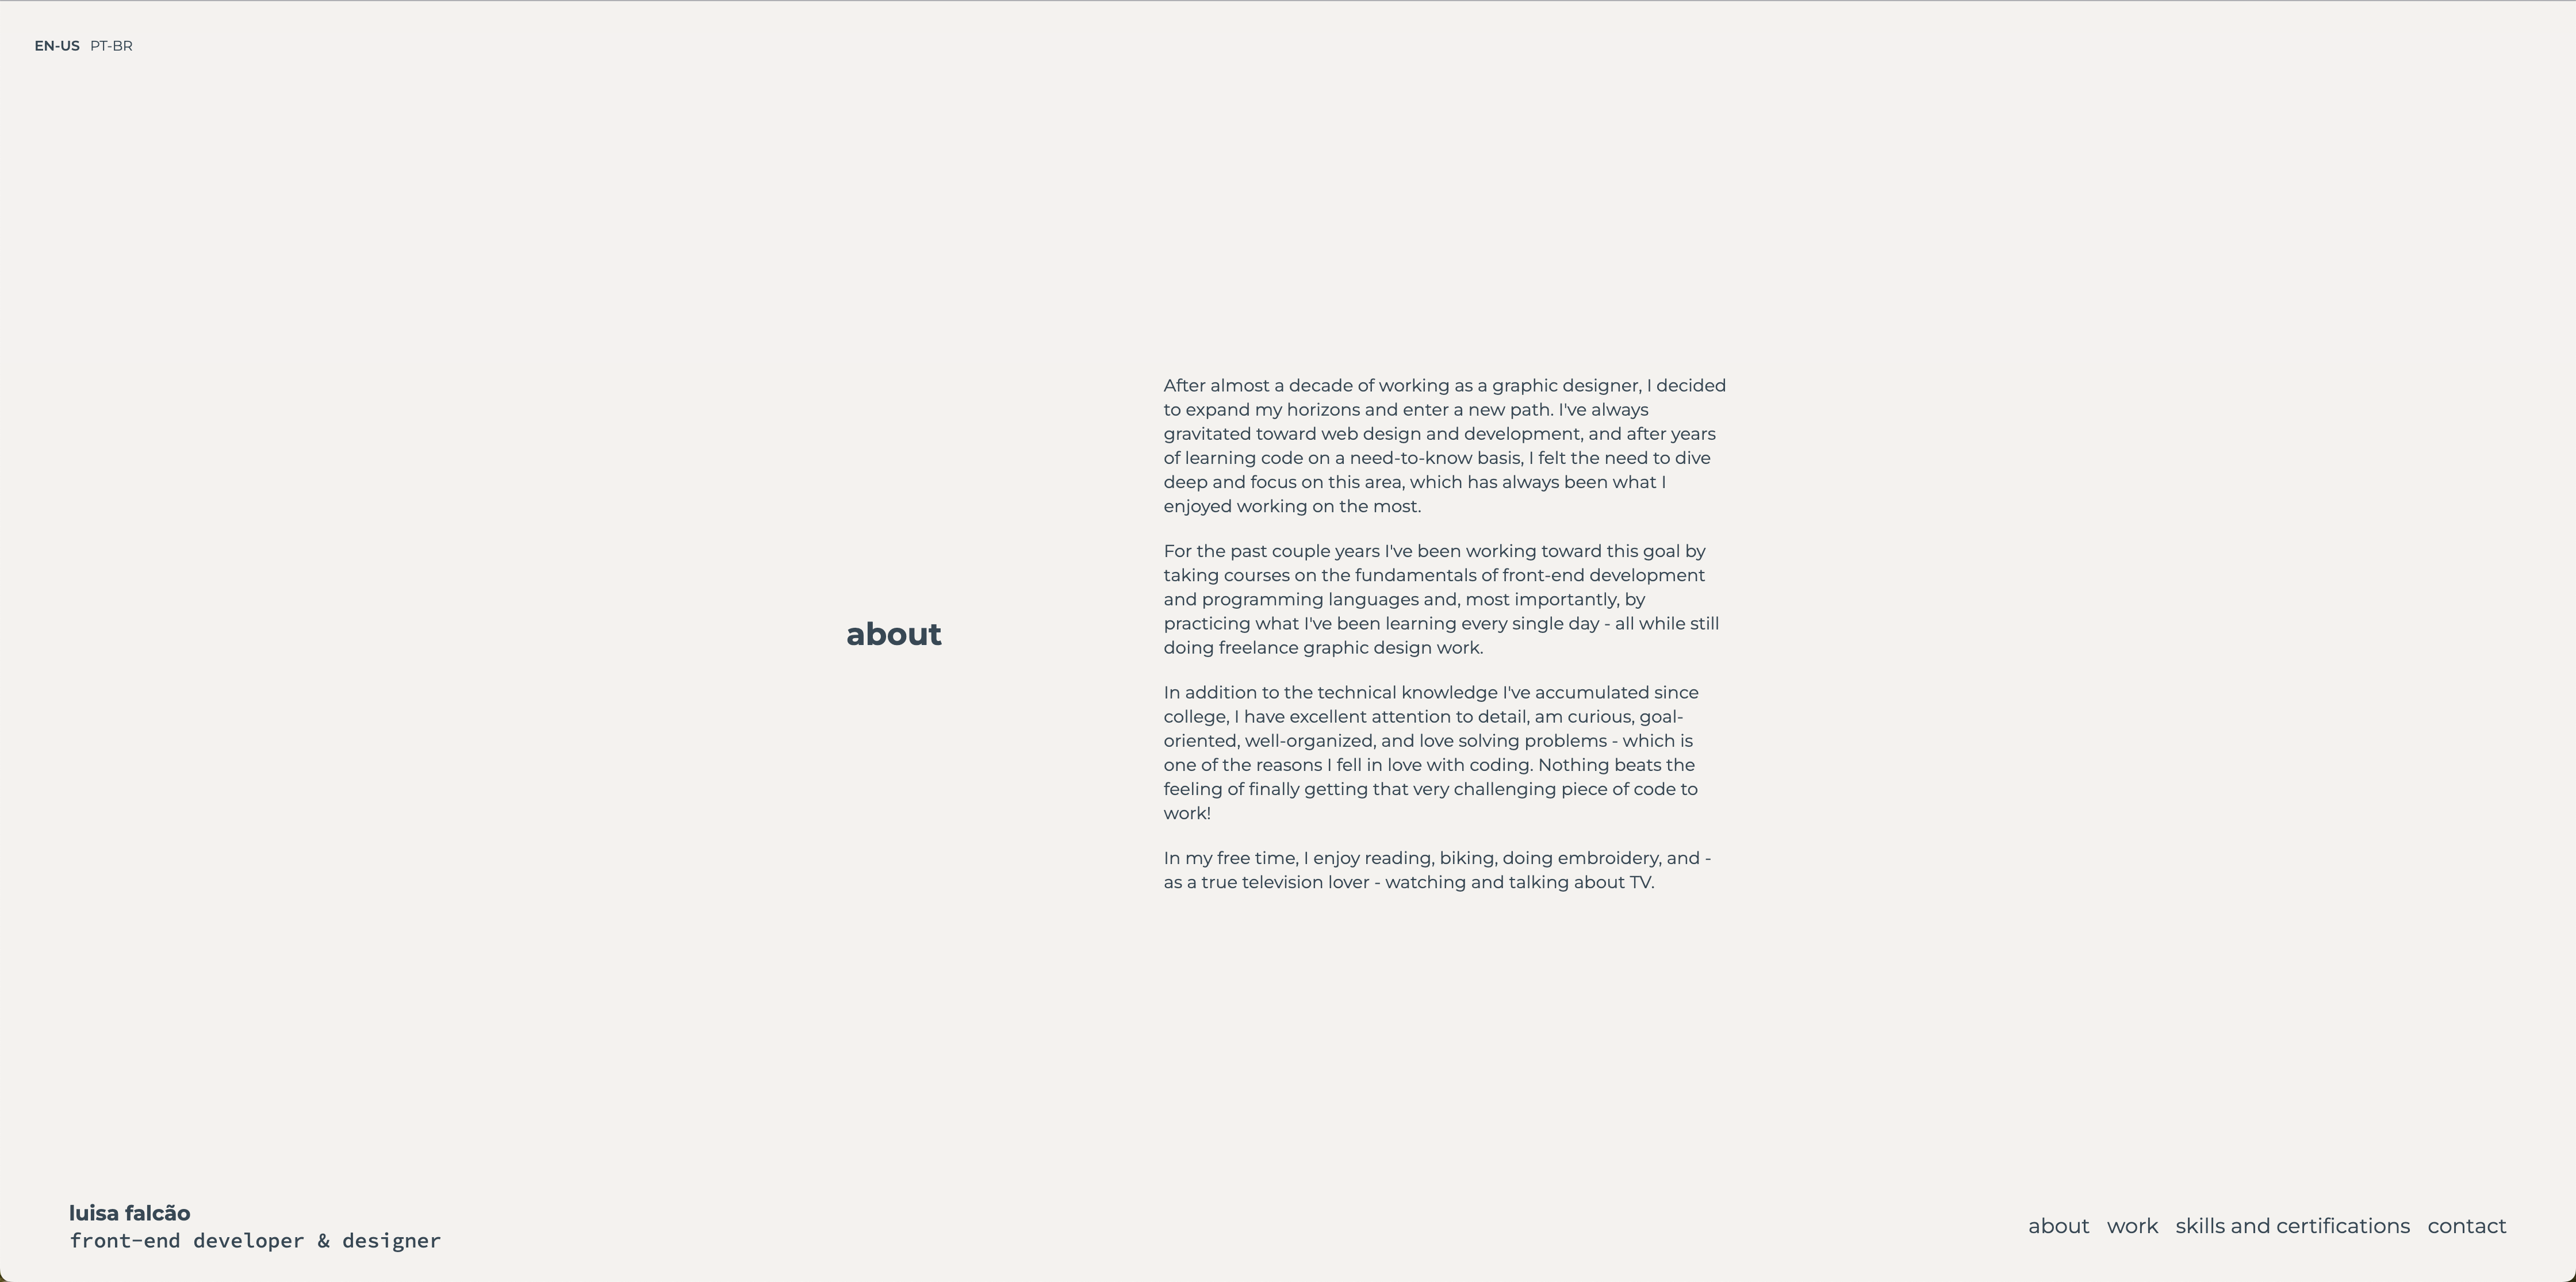 EN-US PT-BR
After almost a decade of working as a graphic designer, I decided
to expand my horizons and enter a new path. I've always
gravitated toward web design and development, and after years
of learning code on a need-to-know basis, I felt the need to dive
deep and focus on this area, which has always been what I
enjoyed working on the most.
For the past couple years I've been working toward this goal by
taking courses on the fundamentals of front-end development
and programming languages and, most importantly, by
practicing what I've been learning every single day - all while still
doing freelance graphic design work.
about
In addition to the technical knowledge I've accumulated since
college, I have excellent attention to detail, am curious, goal-
oriented, well-organized, and love solving problems - which is
one of the reasons I fell in love with coding. Nothing beats the
feeling of finally getting that very challenging piece of code to
work!
In my free time, I enjoy reading, biking, doing embroidery, and -
as a true television lover - watching and talking about TV.
luisa falcão
front-end developer & designer
about work skills and certifications contact